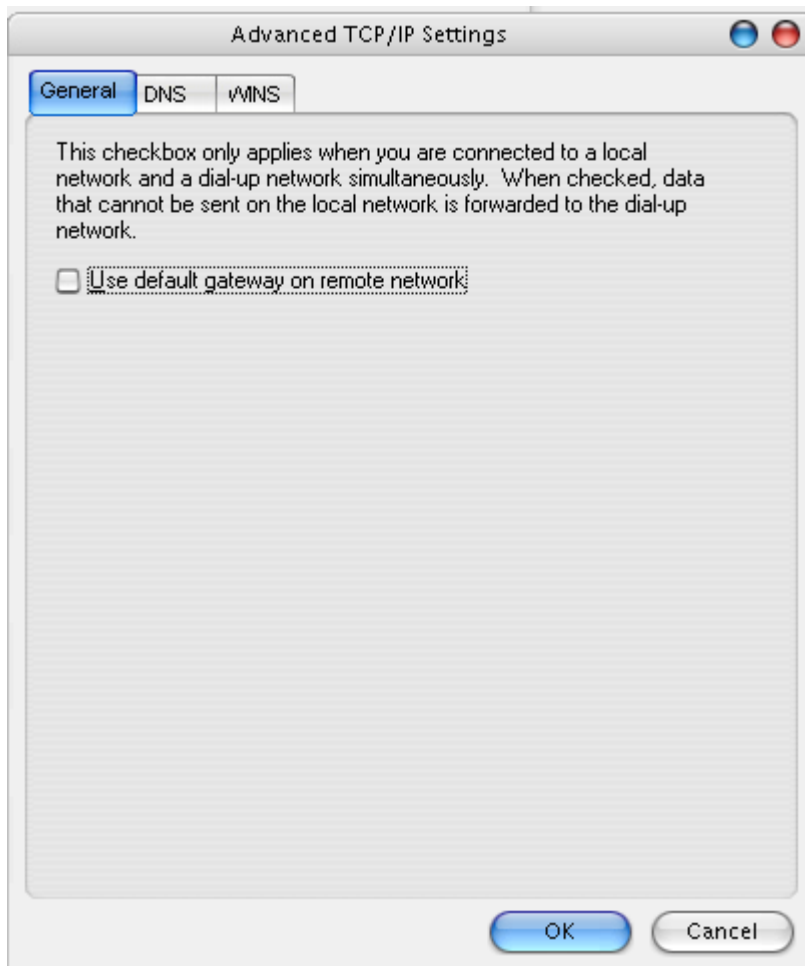 Advanced TCP/IP Settings
General DNS WINS
This checkbox only applies when you are connected to a local
network and a dial-up network simultaneously.  When checked, data
that cannot be sent on the local network is forwarded to the dial-up
network.
Use default gateway on remote network
OK Cancel